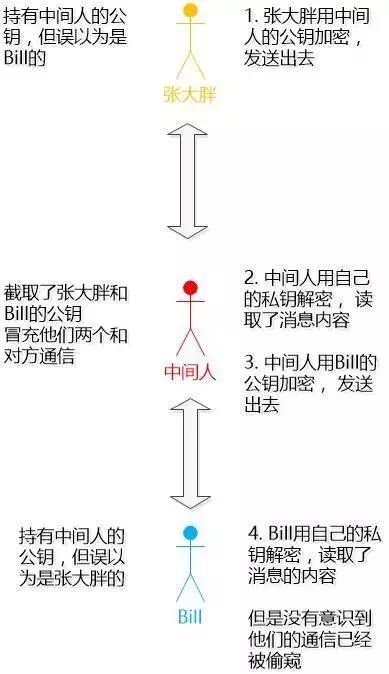 持有中间人的公
钥，但误以为是
Bill的
1. 张大胖用中间
人的公钥加密，
发送出去
张大胖
截取了张大胖和
Bill的公钥
冒充他们两个和
对方通信
2. 中间人用自己
的私钥解密，读
取了消息内容
3. 中间人用Bill的
公钥加密，发送
出去
中间人
持有中间人的
公钥，但误以
为是张大胖的
4. Bill用自己的私
钥解密，读取了
消息的内容
但是没有意识到
他们的通信已经
被偷窥
Bill